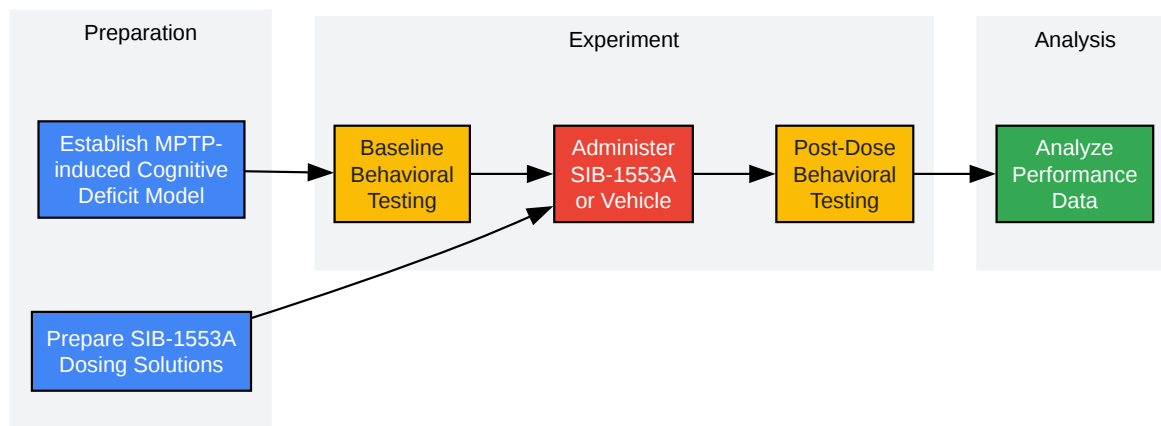 Preparation
Establish MPTP-
induced Cognitive
Deficit Model
Prepare SIB-1553A
Dosing Solutions
Experiment
Baseline
Behavioral
Testing
Administer
SIB-1553A
or Vehicle
Post-Dose
Behavioral
Testing
Analysis
Analyze
Performance
Data